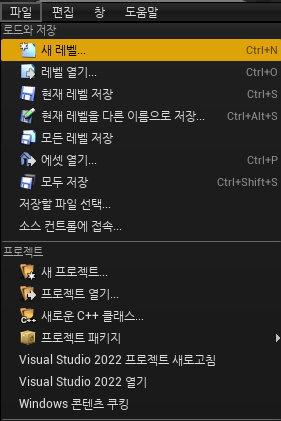 파일 편집 창 도움말
로드와 저장
새 레벨... Ctrl+N
레벨 열기... Ctrl+O
현재 레벨 저장 Ctrl+S
현재 레벨을 다른 이름으로 저장... Ctrl+Alt+S
모든 레벨 저장
에셋 열기... Ctrl+P
모두 저장 Ctrl+Shift+S
저장할 파일 선택...
소스 컨트롤에 접속...
프로젝트
새 프로젝트...
프로젝트 열기...
새로운 C++ 클래스...
프로젝트 패키지
Visual Studio 2022 프로젝트 새로고침
Visual Studio 2022 열기
Windows 콘텐츠 쿠킹